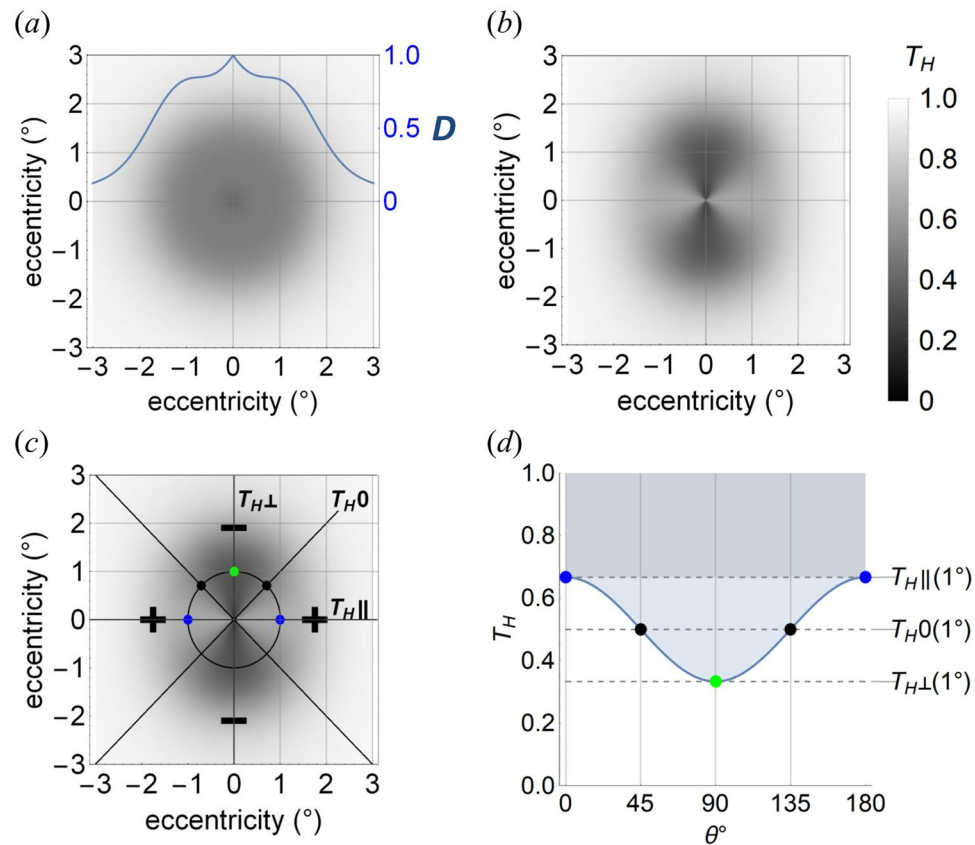 (a)
3
2
1
0
−1
−2
−3
eccentricity (°)
−3 −2 −1 0 1 2 3
eccentricity (°)
1.0
0.5
0
D
(b)
3
2
1
0
−1
−2
−3
eccentricity (°)
−3 −2 −1 0 1 2 3
eccentricity (°)
T_H
1.0
0.8
0.6
0.4
0.2
0
(c)
3
2
1
0
−1
−2
−3
eccentricity (°)
T_H⊥
T_H0
T_H∥
−
+ +
−
−3 −2 −1 0 1 2 3
eccentricity (°)
(d)
1.0
0.8
0.6
0.4
0.2
0.0
T_H
T_H∥(1°)
T_H0(1°)
T_H⊥(1°)
0 45 90 135 180
θ°